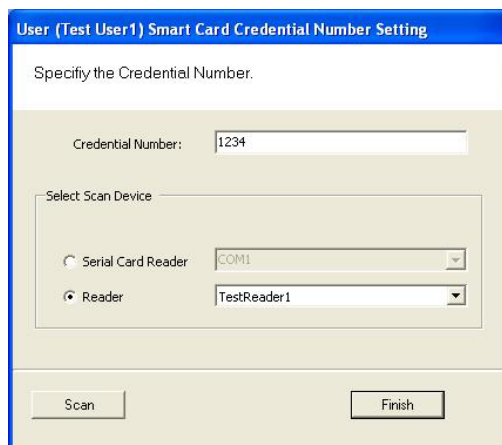 User (Test User1) Smart Card Credential Number Setting
Specifiy the Credential Number.
Credential Number: 1234
Select Scan Device
Serial Card Reader COM1
Reader TestReader1
Scan Finish